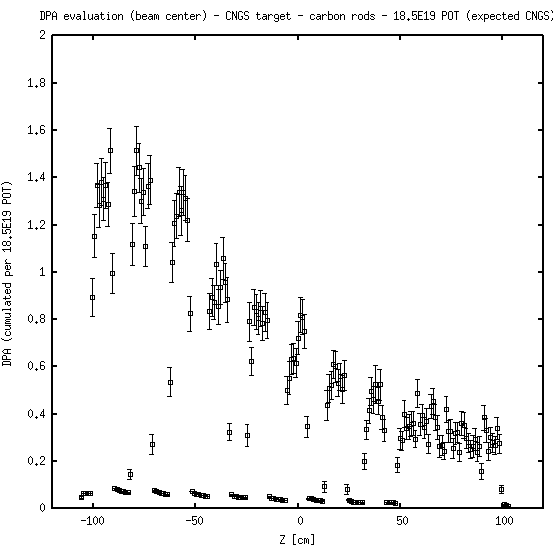 DPA evaluation (beam center) - CNGS target - carbon rods - 18.5E19 POT (expected CNGS)
2
1.8
1.6
1.4
1.2
1
0.8
0.6
0.4
0.2
0
DPA (cumulated per 18.5E19 POT)
-100 -50 0 50 100
Z [cm]